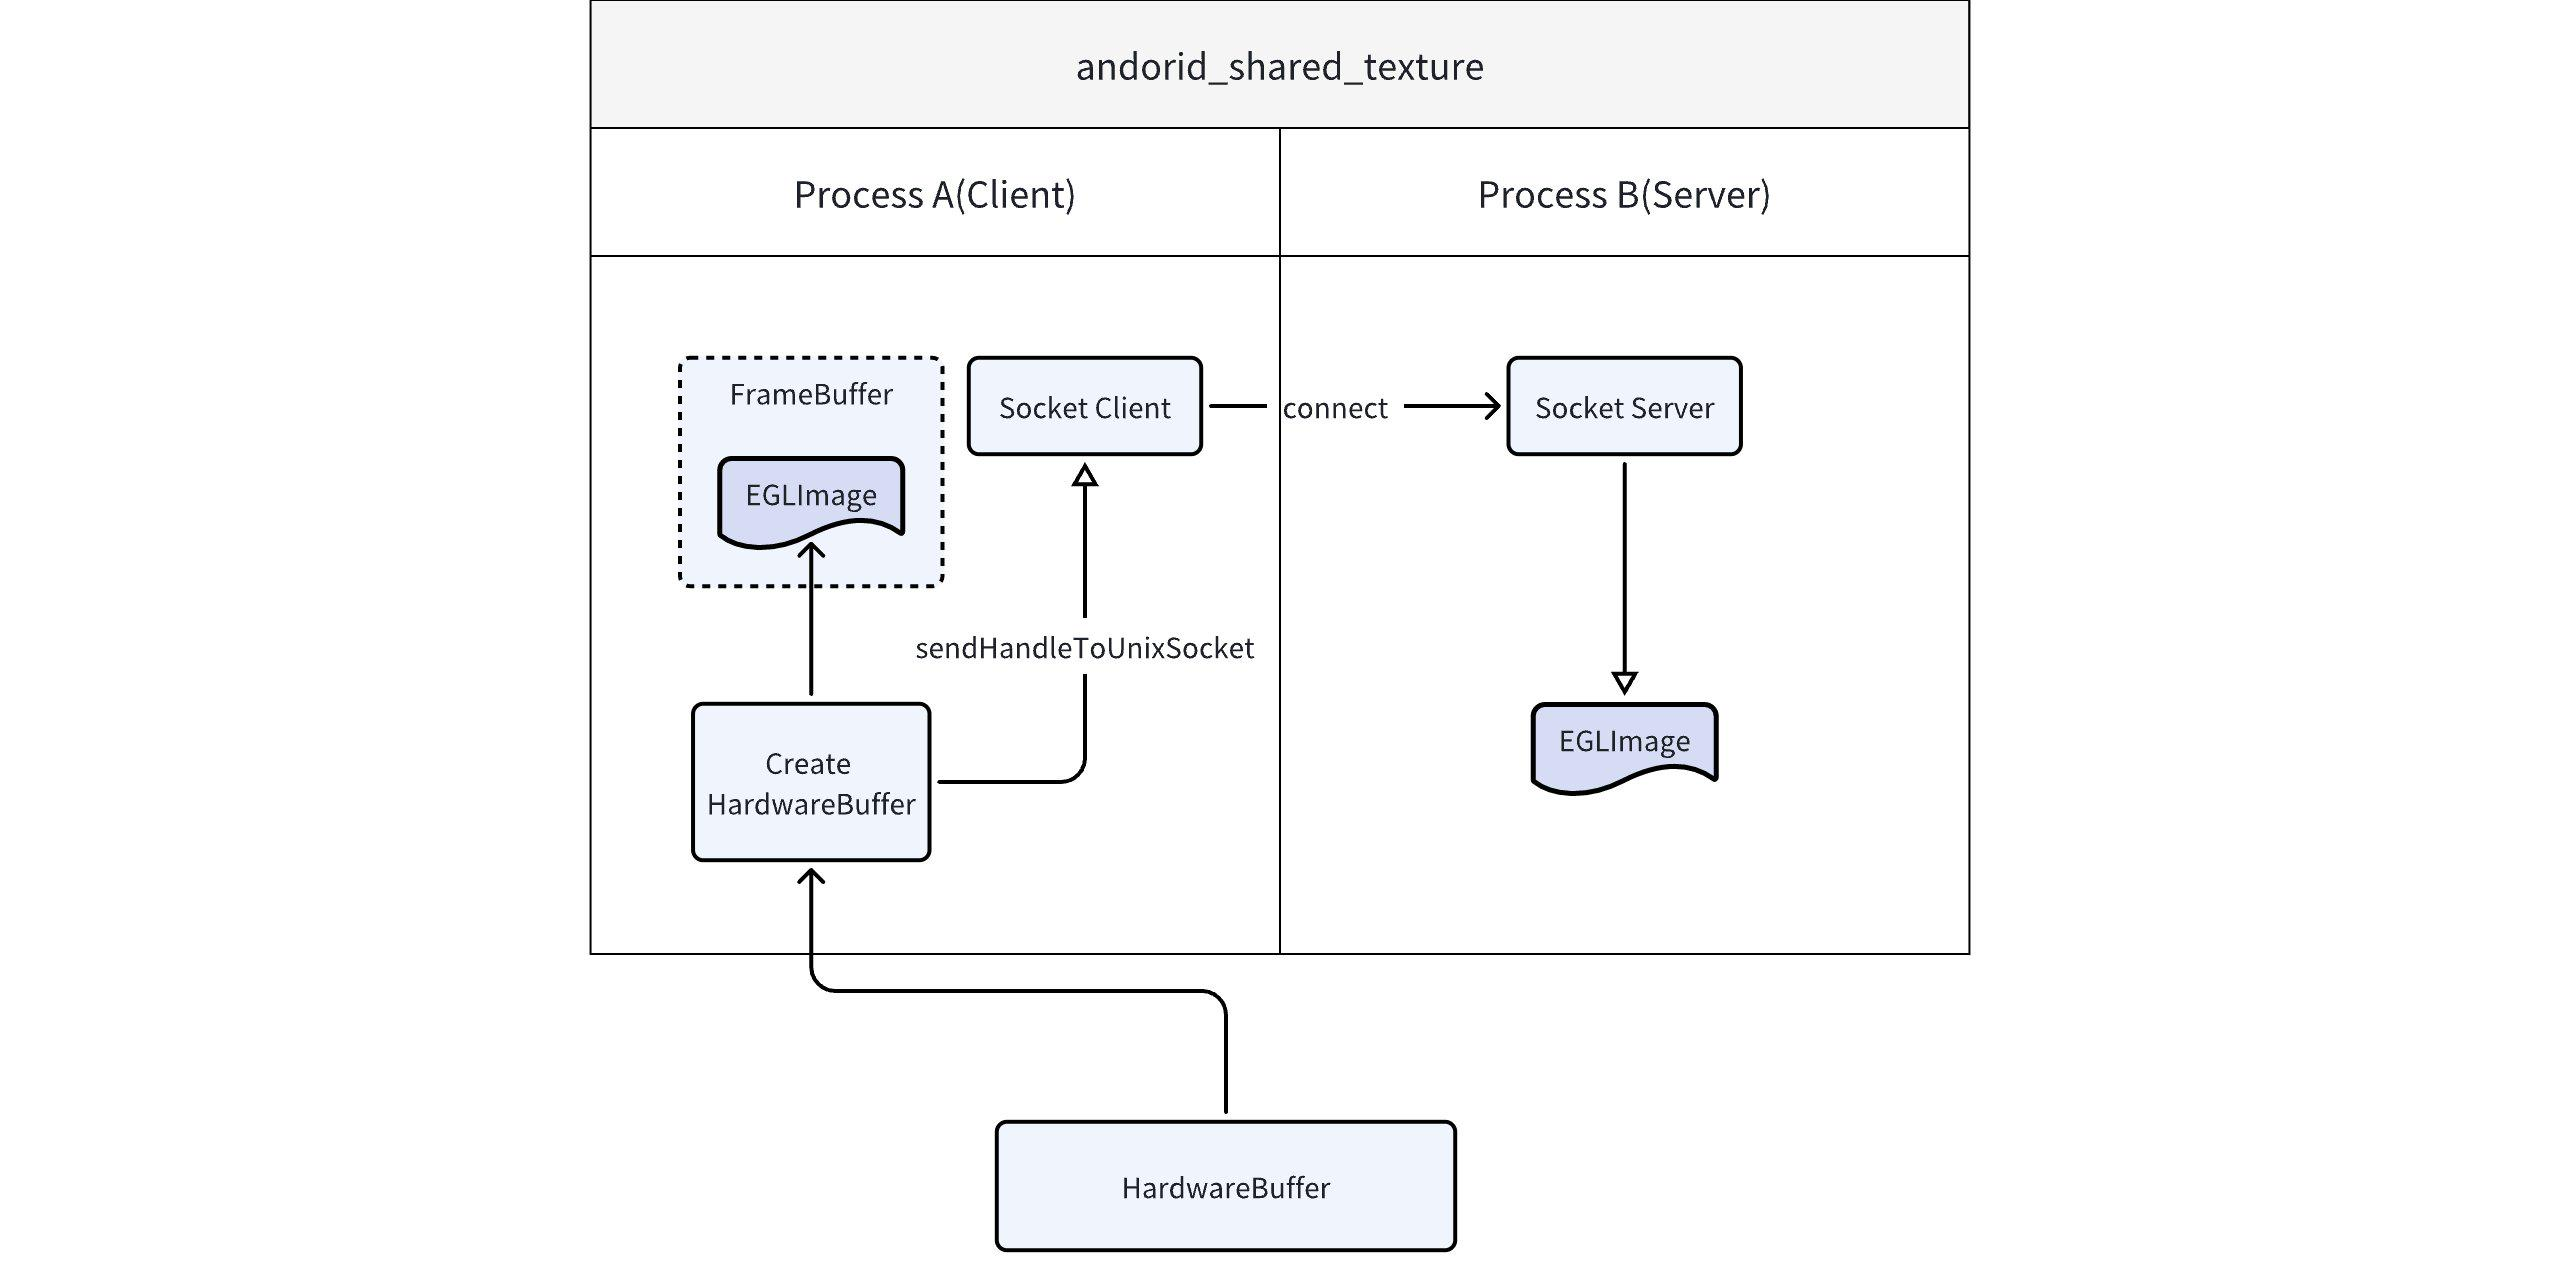 andorid_shared_texture
Process A(Client)
Process B(Server)
FrameBuffer
EGLImage
Socket Client
connect
Socket Server
sendHandleToUnixSocket
Create
HardwareBuffer
EGLImage
HardwareBuffer